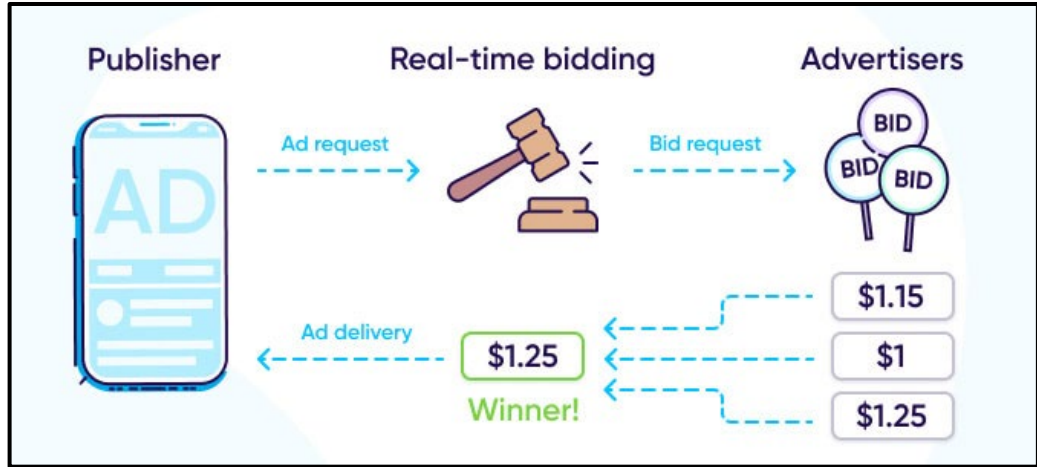 Publisher
Real-time bidding
Advertisers
AD
Ad request
Bid request
BID
BID
BID
$1.15
Ad delivery
$1.25
$1
Winner!
$1.25